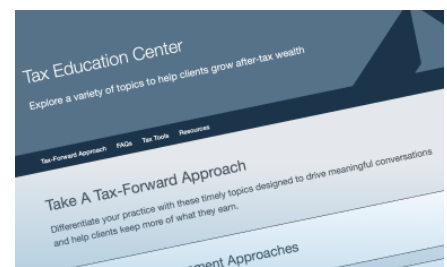 Tax Education Center
Explore a variety of topics to help clients grow after-tax wealth
Tax-Forward Approach FAQs Tax Tools Resources
Take A Tax-Forward Approach
Differentiate your practice with these timely topics designed to drive meaningful conversations
and help clients keep more of what they earn.
Approaches